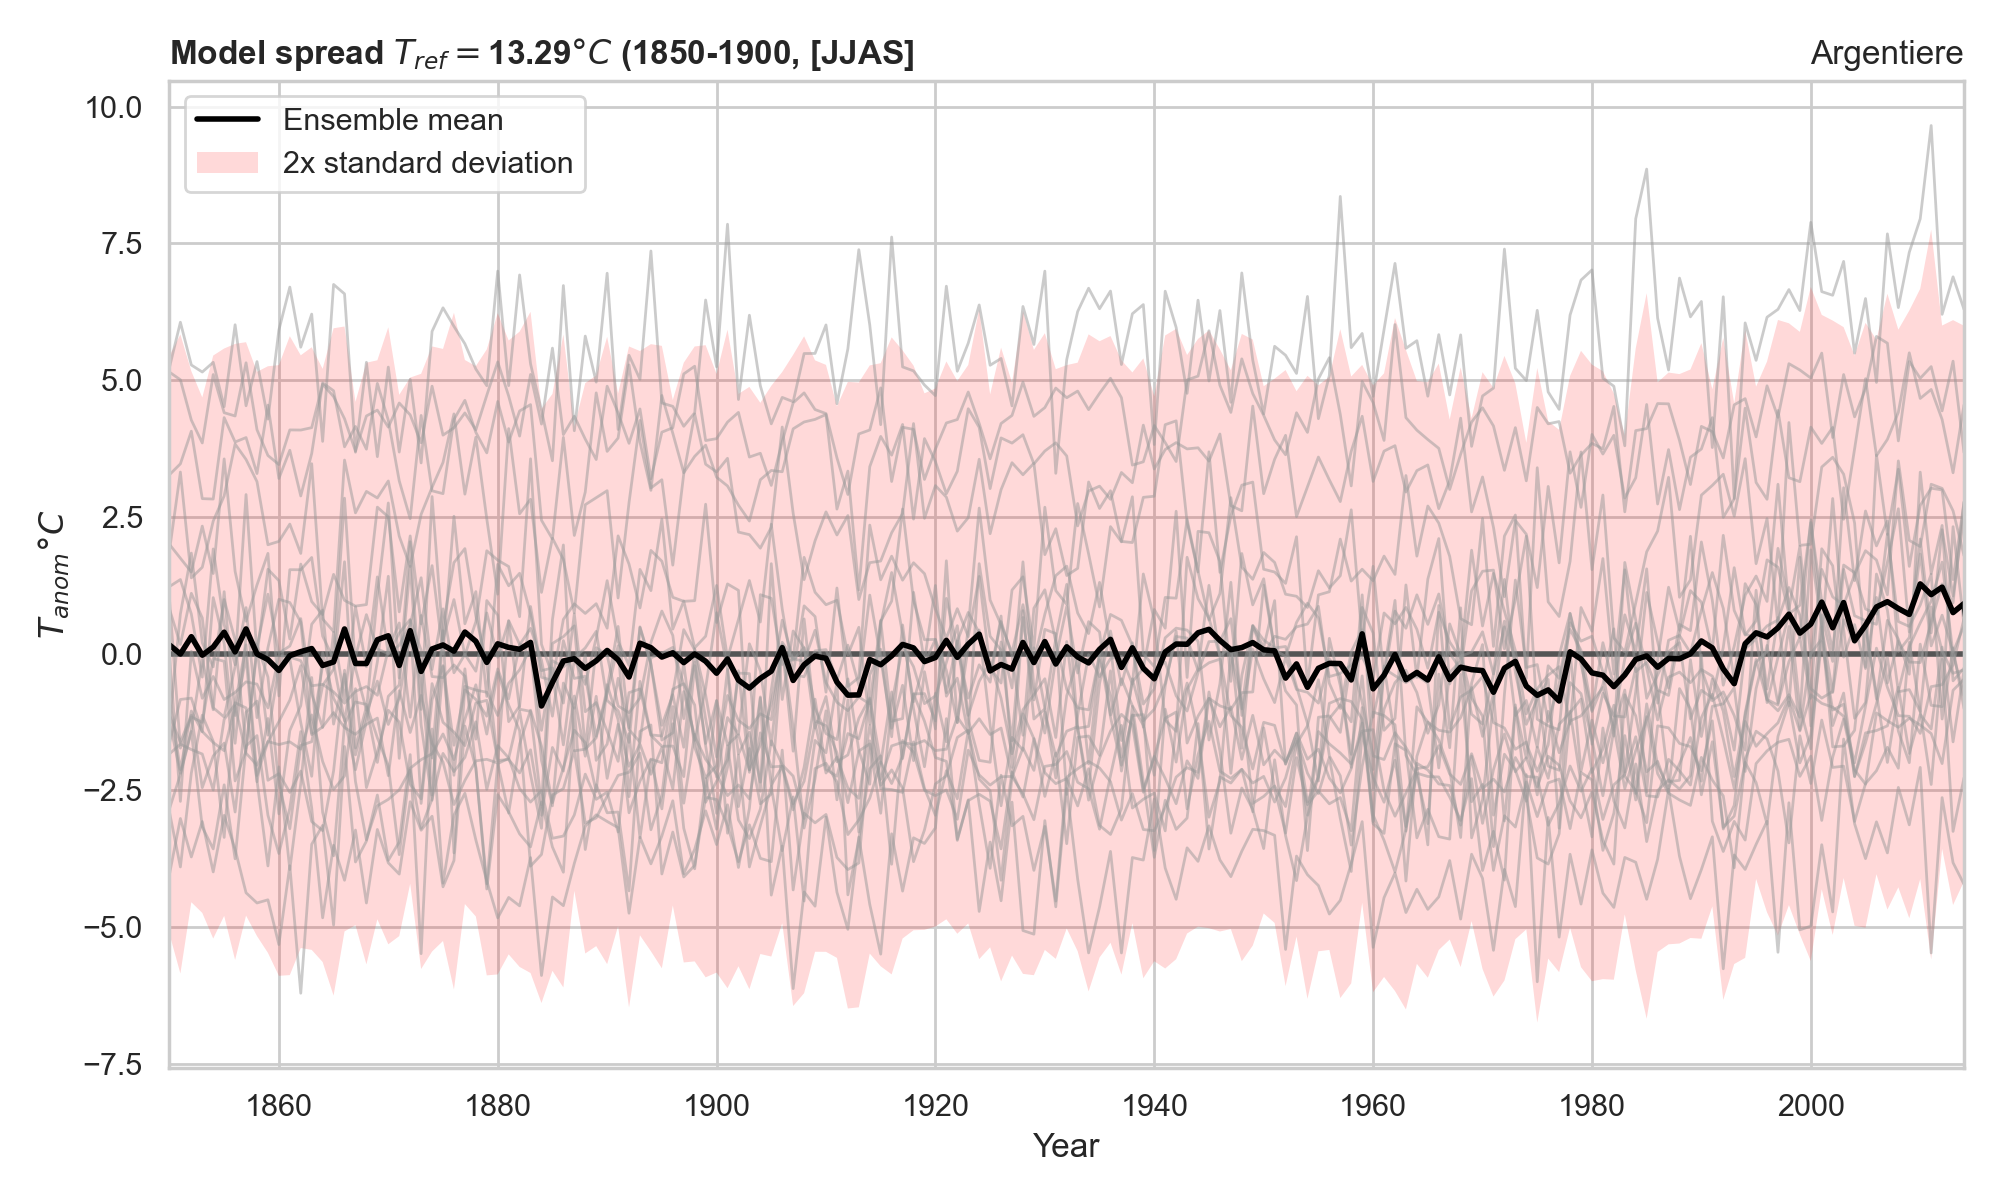 Model spread T_ref = 13.29°C (1850-1900, [JJAS]
Argentiere
Ensemble mean
2x standard deviation
10.0
7.5
5.0
2.5
0.0
−2.5
−5.0
−7.5
T_anom°C
1860 1880 1900 1920 1940 1960 1980 2000
Year